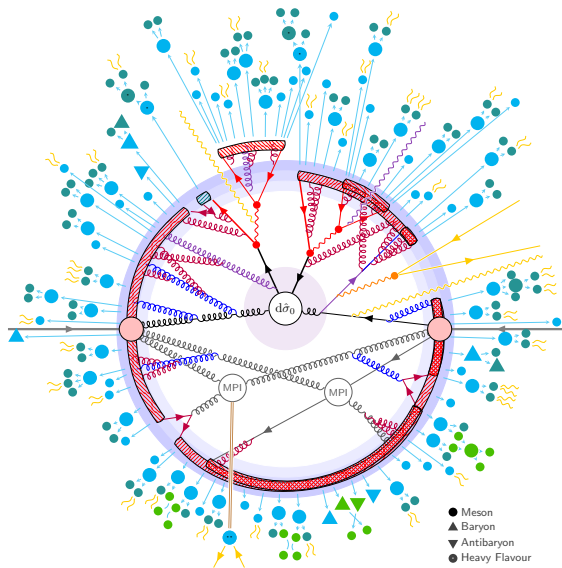 dσ̂₀
MPI
MPI
Meson
Baryon
Antibaryon
Heavy Flavour